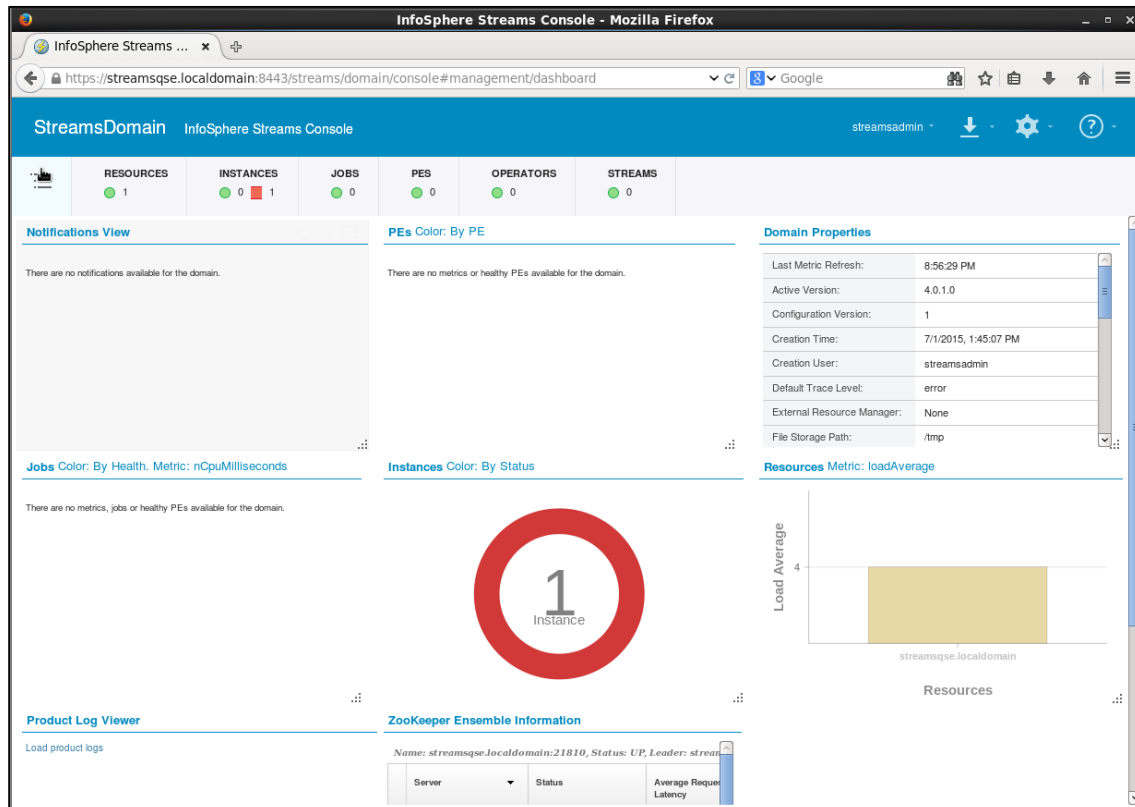 InfoSphere Streams Console - Mozilla Firefox
InfoSphere Streams ...
https://streamsqse.localdomain:8443/streams/domain/console#management/dashboard
Google
StreamsDomain InfoSphere Streams Console
streamsadmin
RESOURCES INSTANCES JOBS PES OPERATORS STREAMS
1 0 1 0 0 0 0
Notifications View
There are no notifications available for the domain.
PEs Color: By PE
There are no metrics or healthy PEs available for the domain.
Domain Properties
Last Metric Refresh: 8:56:29 PM
Active Version: 4.0.1.0
Configuration Version: 1
Creation Time: 7/1/2015, 1:45:07 PM
Creation User: streamsadmin
Default Trace Level: error
External Resource Manager: None
File Storage Path: /tmp
Jobs Color: By Health. Metric: nCpuMilliseconds
There are no metrics, jobs or healthy PEs available for the domain.
Instances Color: By Status
1
Instance
Resources Metric: loadAverage
Load Average
4
streamsqse.localdomain
Resources
Product Log Viewer
Load product logs
ZooKeeper Ensemble Information
Name: streamsqse.localdomain:21810, Status: UP, Leader: strear
Server Status Average Reques
Latency